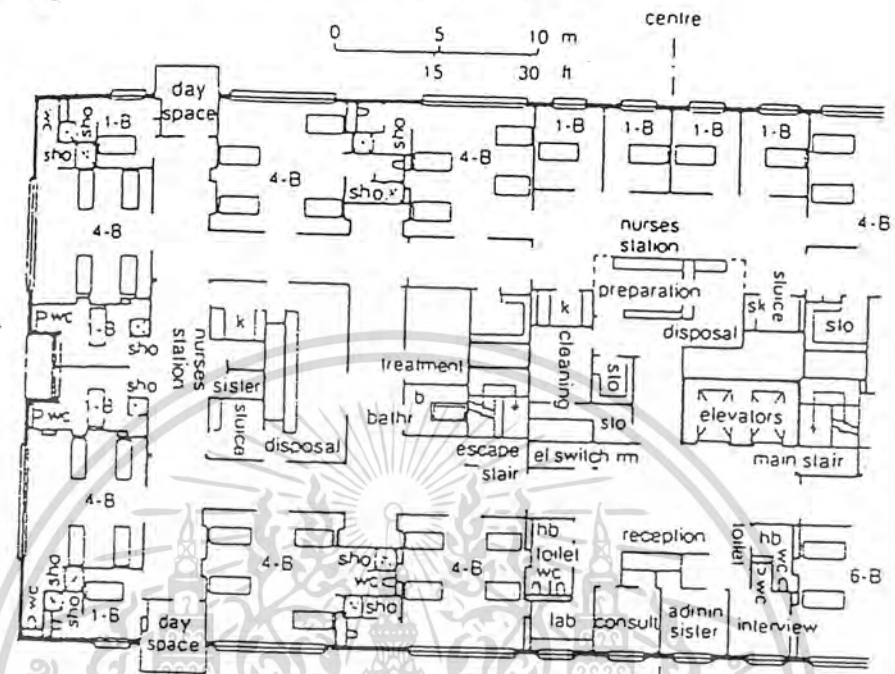 centre
0 5 10 m
15 30 ft
day
space
wc
sho
sho
1-B
4-B
4-B
sho
sho
4-B
1-B
1-B
1-B
1-B
4-B
nurses
station
preparation
disposal
sk
sluice
slo
wc
1-B
sho
sho
wc
1-B
nurses
station
k
sister
sluice
disposal
treatment
b
bathr
escape
stair
k
cleaning
slo
slo
el switch rm
elevators
main stair
4-B
sho
wc
1-B
day
space
4-B
sho
wc
sho
4-B
hb
toilet
wc
lab
reception
consult
admin
sister
toilet
hb
wc
wc
interview
6-B